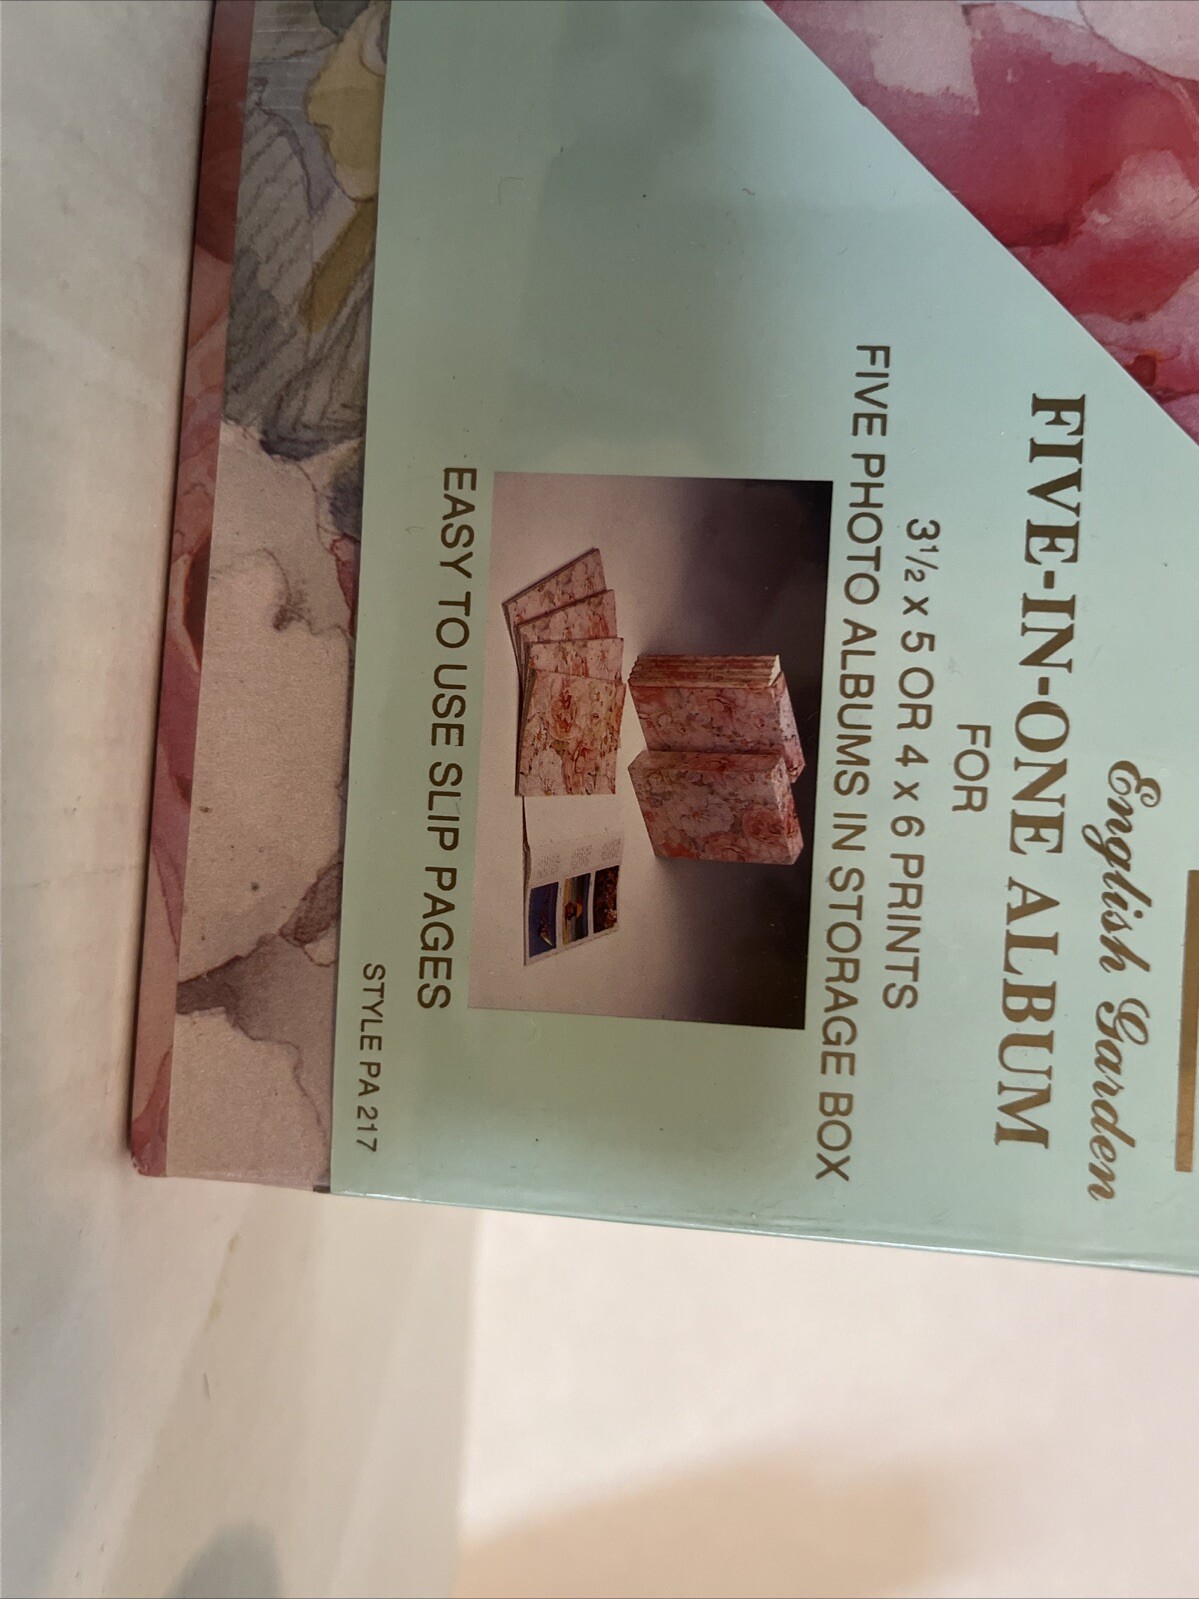 English Garden
FIVE-IN-ONE ALBUM
FOR
3½ x 5 OR 4 x 6 PRINTS
FIVE PHOTO ALBUMS IN STORAGE BOX
EASY TO USE SLIP PAGES
STYLE PA 217